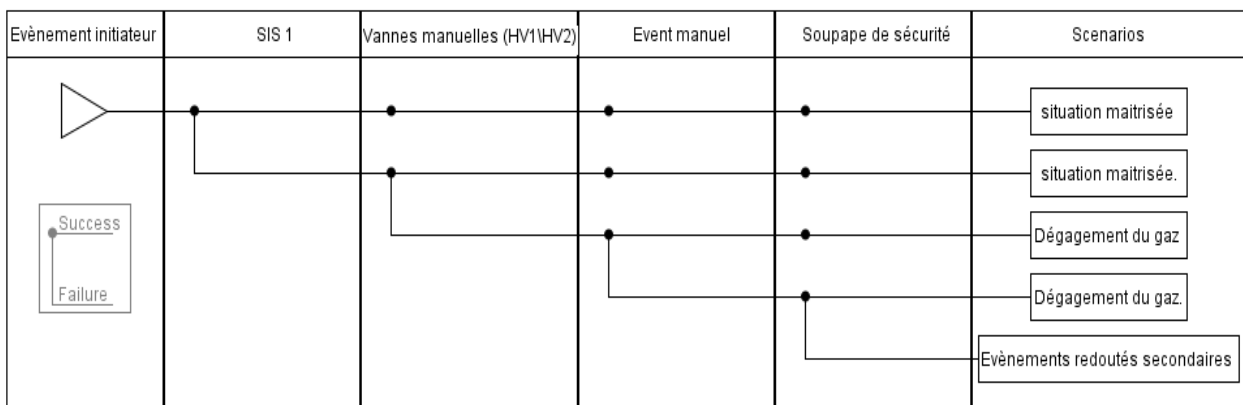 Evènement initiateur
SIS 1
Vannes manuelles (HV1\HV2)
Event manuel
Soupape de sécurité
Scenarios
situation maitrisée
situation maitrisée.
Success
Failure
Dégagement du gaz
Dégagement du gaz.
Evènements redoutés secondaires